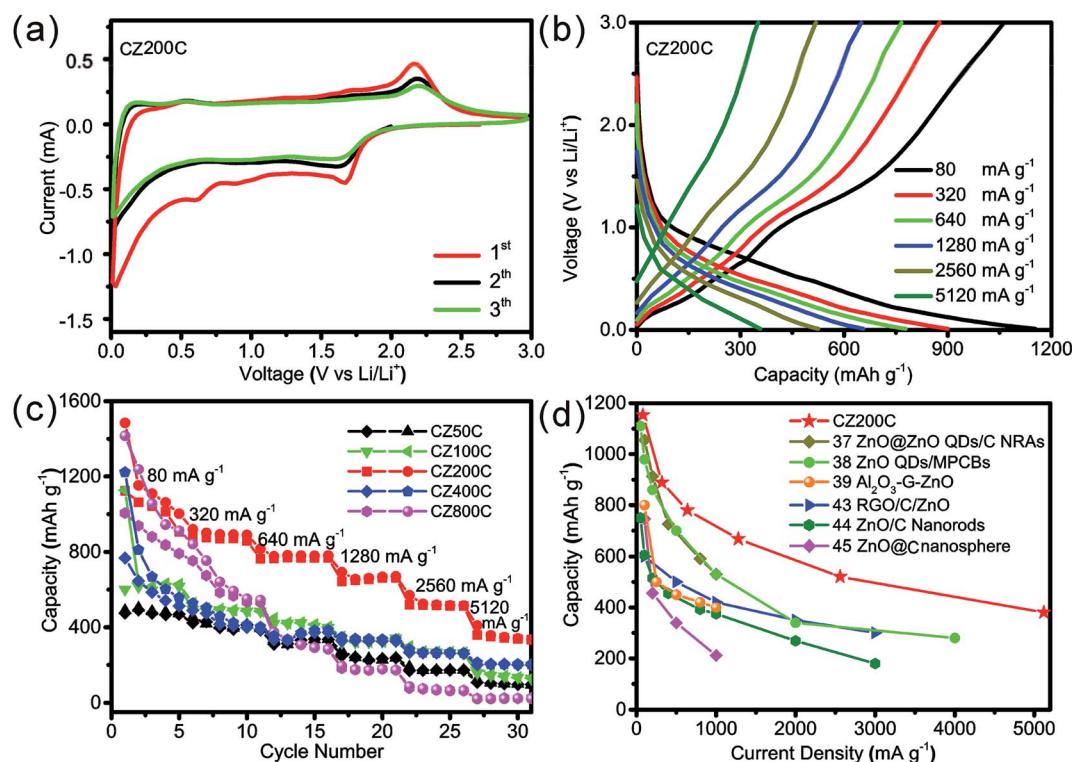 (a)
CZ200C
Current (mA)
0.5
0.0
-0.5
-1.0
-1.5
1st
2th
3th
0.0 0.5 1.0 1.5 2.0 2.5 3.0
Voltage (V vs Li/Li+)
(b)
CZ200C
Voltage (V vs Li/Li+)
3.0
2.0
1.0
0.0
80 mA g-1
320 mA g-1
640 mA g-1
1280 mA g-1
2560 mA g-1
5120 mA g-1
0 300 600 900 1200
Capacity (mAh g-1)
(c)
Capacity (mAh g-1)
1600
1200
800
400
0
CZ50C
CZ100C
CZ200C
CZ400C
CZ800C
80 mA g-1
320 mA g-1
640 mA g-1
1280 mA g-1
2560 mA g-1
5120
mA g-1
0 5 10 15 20 25 30
Cycle Number
(d)
Capacity (mAh g-1)
1200
1000
800
600
400
200
0
CZ200C
37 ZnO@ZnO QDs/C NRAs
38 ZnO QDs/MPCBs
39 Al2O3-G-ZnO
43 RGO/C/ZnO
44 ZnO/C Nanorods
45 ZnO@C nanosphere
0 1000 2000 3000 4000 5000
Current Density (mA g-1)